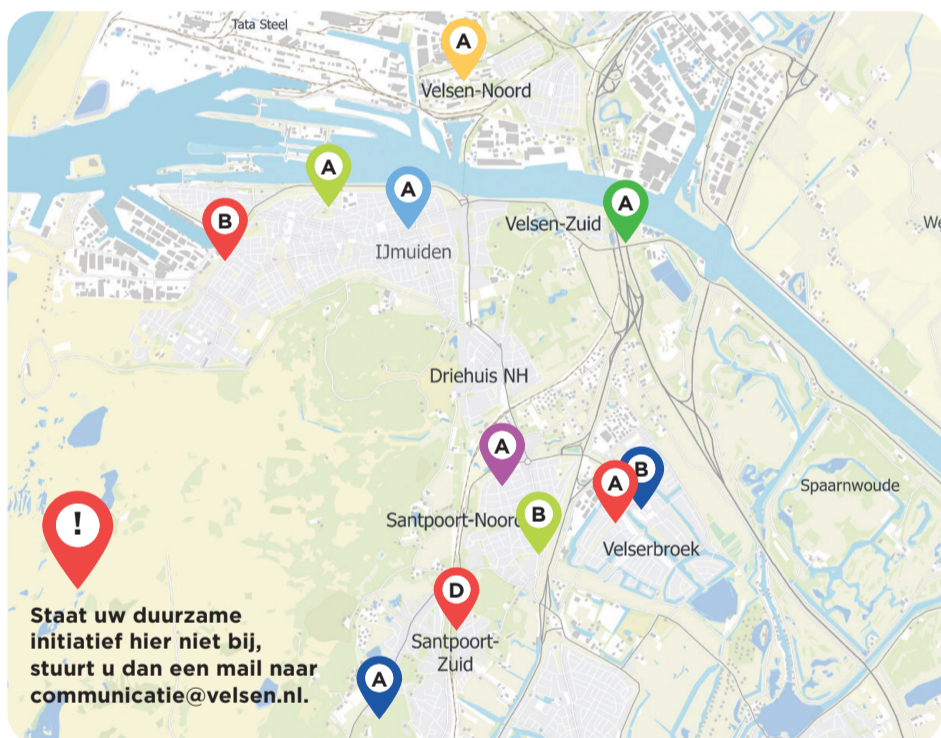 Tata Steel
A
Velsen-Noord
A
A
B
A
Velsen-Zuid
IJmuiden
We
Driehuis NH
A
B
A
Spaarnwoude
!
Santpoort-Noord
B
Velserbroek
D
Staat uw duurzame
initiatief hier niet bij,
stuurt u dan een mail naar
communicatie@velsen.nl.
Santpoort-
Zuid
A